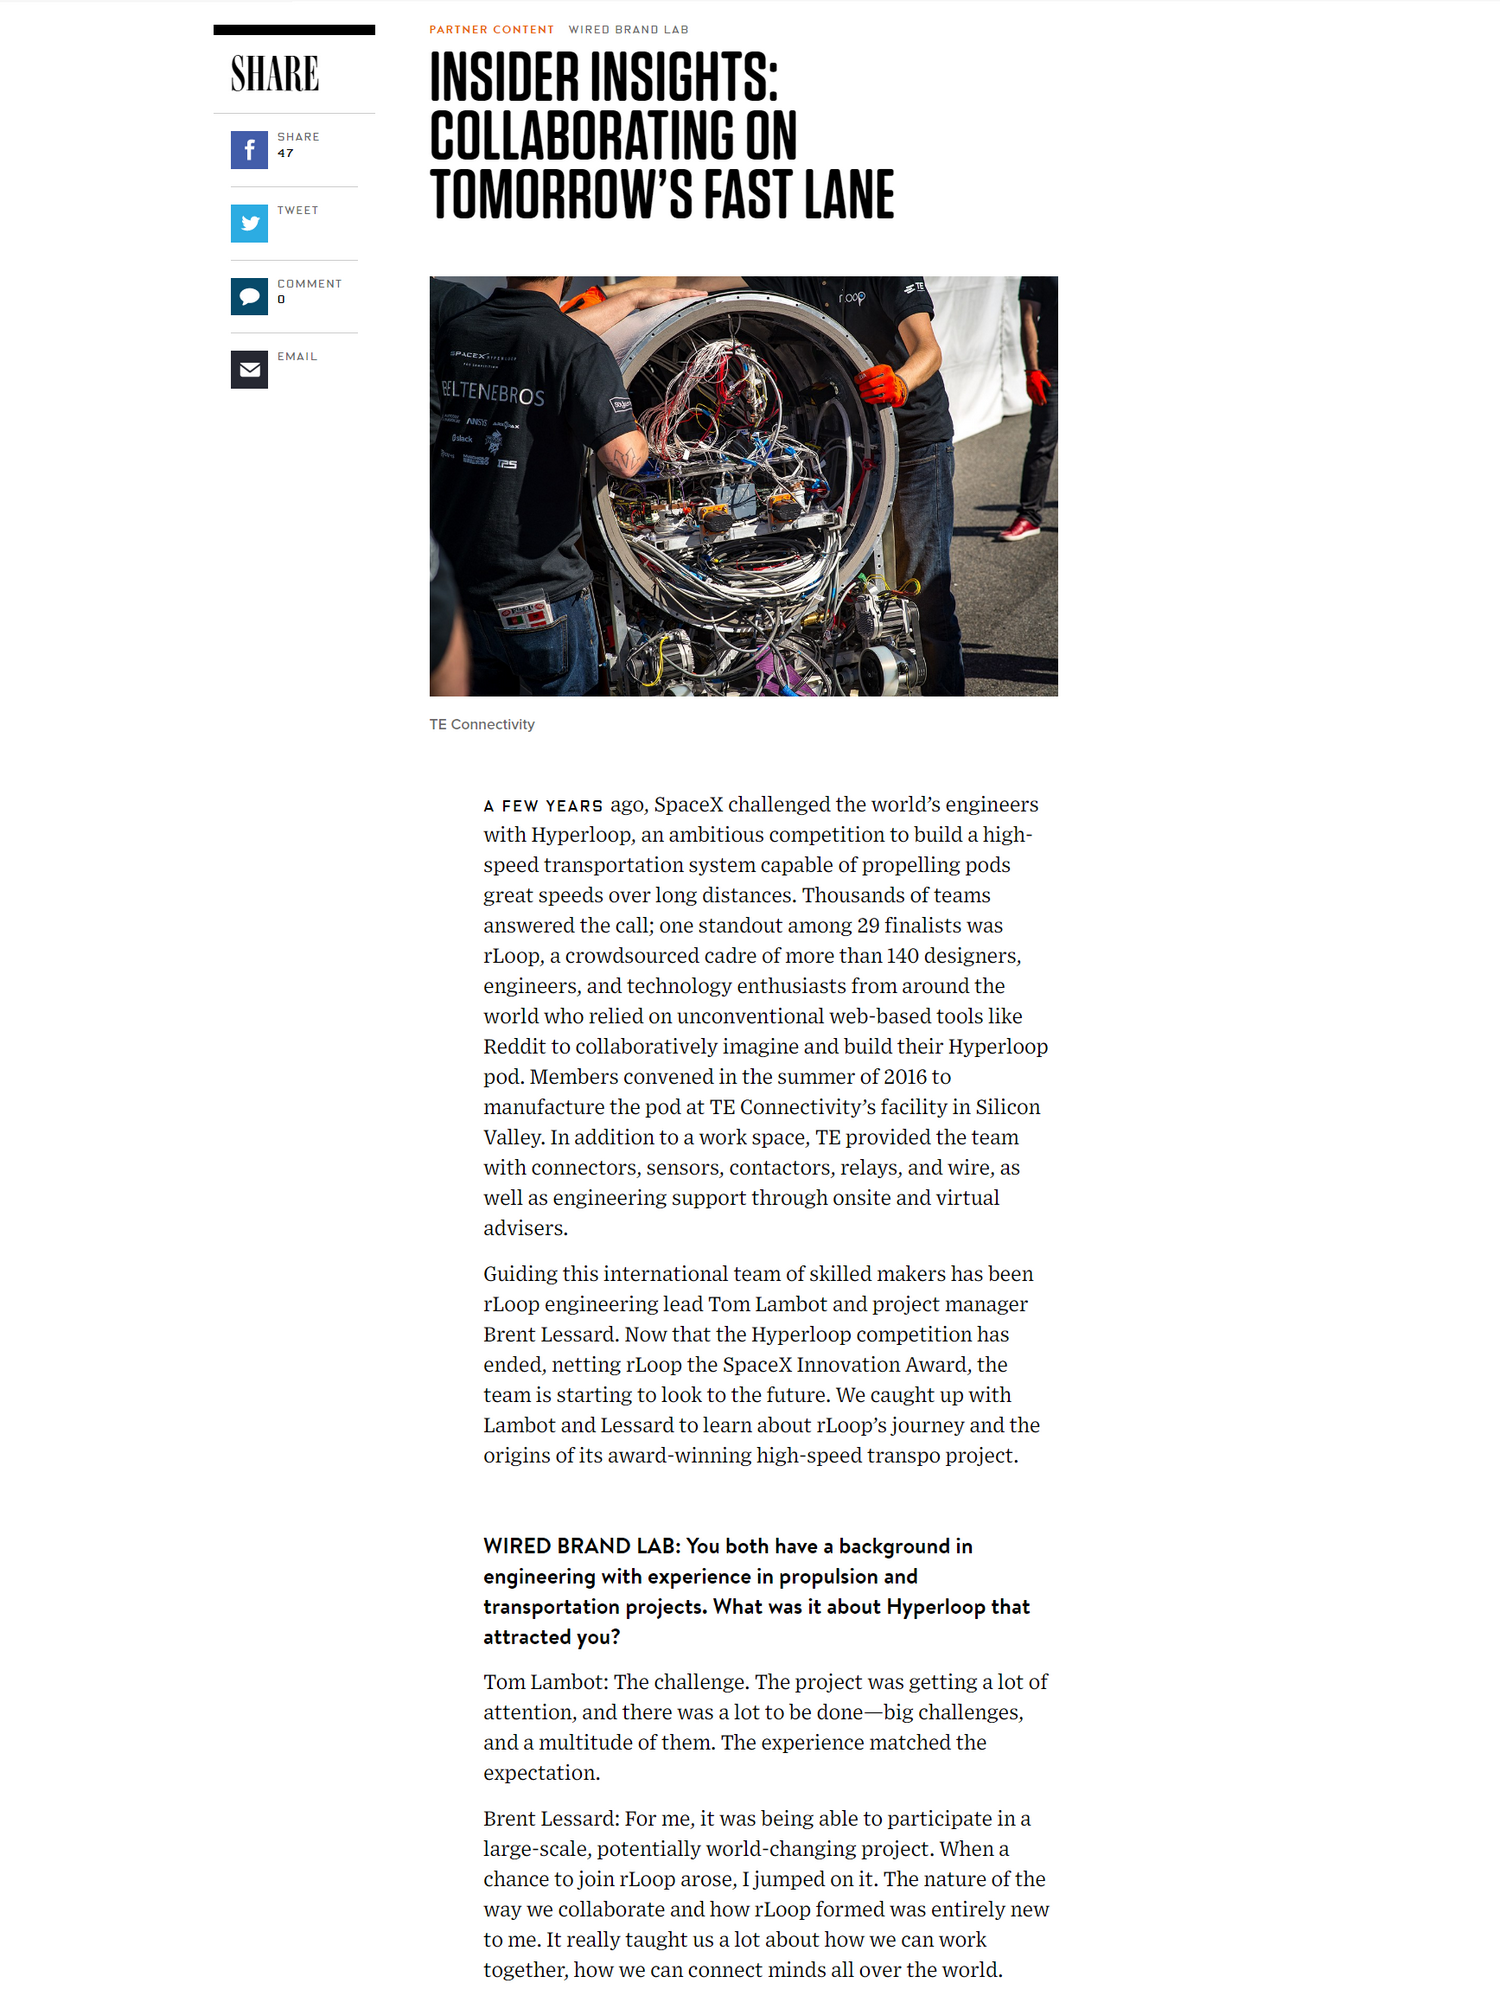 SHARE
SHARE
47
TWEET
COMMENT
0
EMAIL
PARTNER CONTENT WIRED BRAND LAB
INSIDER INSIGHTS:
COLLABORATING ON
TOMORROW'S FAST LANE
SPACEX HYPERLOOP
BELTENEBROS
ANSYS
slack
IPS
rloop
TE
TE Connectivity
A FEW YEARS ago, SpaceX challenged the world's engineers
with Hyperloop, an ambitious competition to build a high-
speed transportation system capable of propelling pods
great speeds over long distances. Thousands of teams
answered the call; one standout among 29 finalists was
rLoop, a crowdsourced cadre of more than 140 designers,
engineers, and technology enthusiasts from around the
world who relied on unconventional web-based tools like
Reddit to collaboratively imagine and build their Hyperloop
pod. Members convened in the summer of 2016 to
manufacture the pod at TE Connectivity's facility in Silicon
Valley. In addition to a work space, TE provided the team
with connectors, sensors, contactors, relays, and wire, as
well as engineering support through onsite and virtual
advisers.
Guiding this international team of skilled makers has been
rLoop engineering lead Tom Lambot and project manager
Brent Lessard. Now that the Hyperloop competition has
ended, netting rLoop the SpaceX Innovation Award, the
team is starting to look to the future. We caught up with
Lambot and Lessard to learn about rLoop's journey and the
origins of its award-winning high-speed transpo project.
WIRED BRAND LAB: You both have a background in
engineering with experience in propulsion and
transportation projects. What was it about Hyperloop that
attracted you?
Tom Lambot: The challenge. The project was getting a lot of
attention, and there was a lot to be done—big challenges,
and a multitude of them. The experience matched the
expectation.
Brent Lessard: For me, it was being able to participate in a
large-scale, potentially world-changing project. When a
chance to join rLoop arose, I jumped on it. The nature of the
way we collaborate and how rLoop formed was entirely new
to me. It really taught us a lot about how we can work
together, how we can connect minds all over the world.